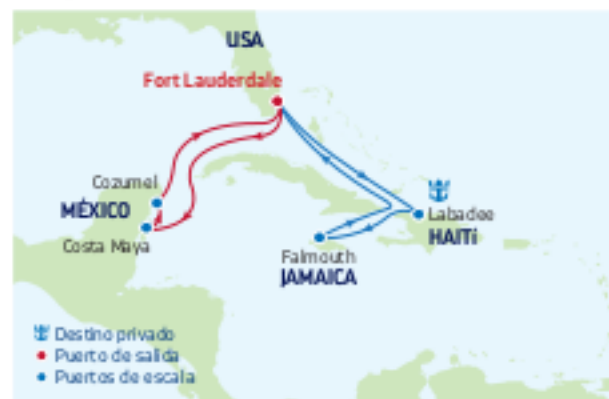 USA
Fort Lauderdale
Cozumel
MÉXICO
Costa Maya
Labadee
HAITí
Falmouth
JAMAICA
Destino privado
Puerto de salida
Puertos de escala